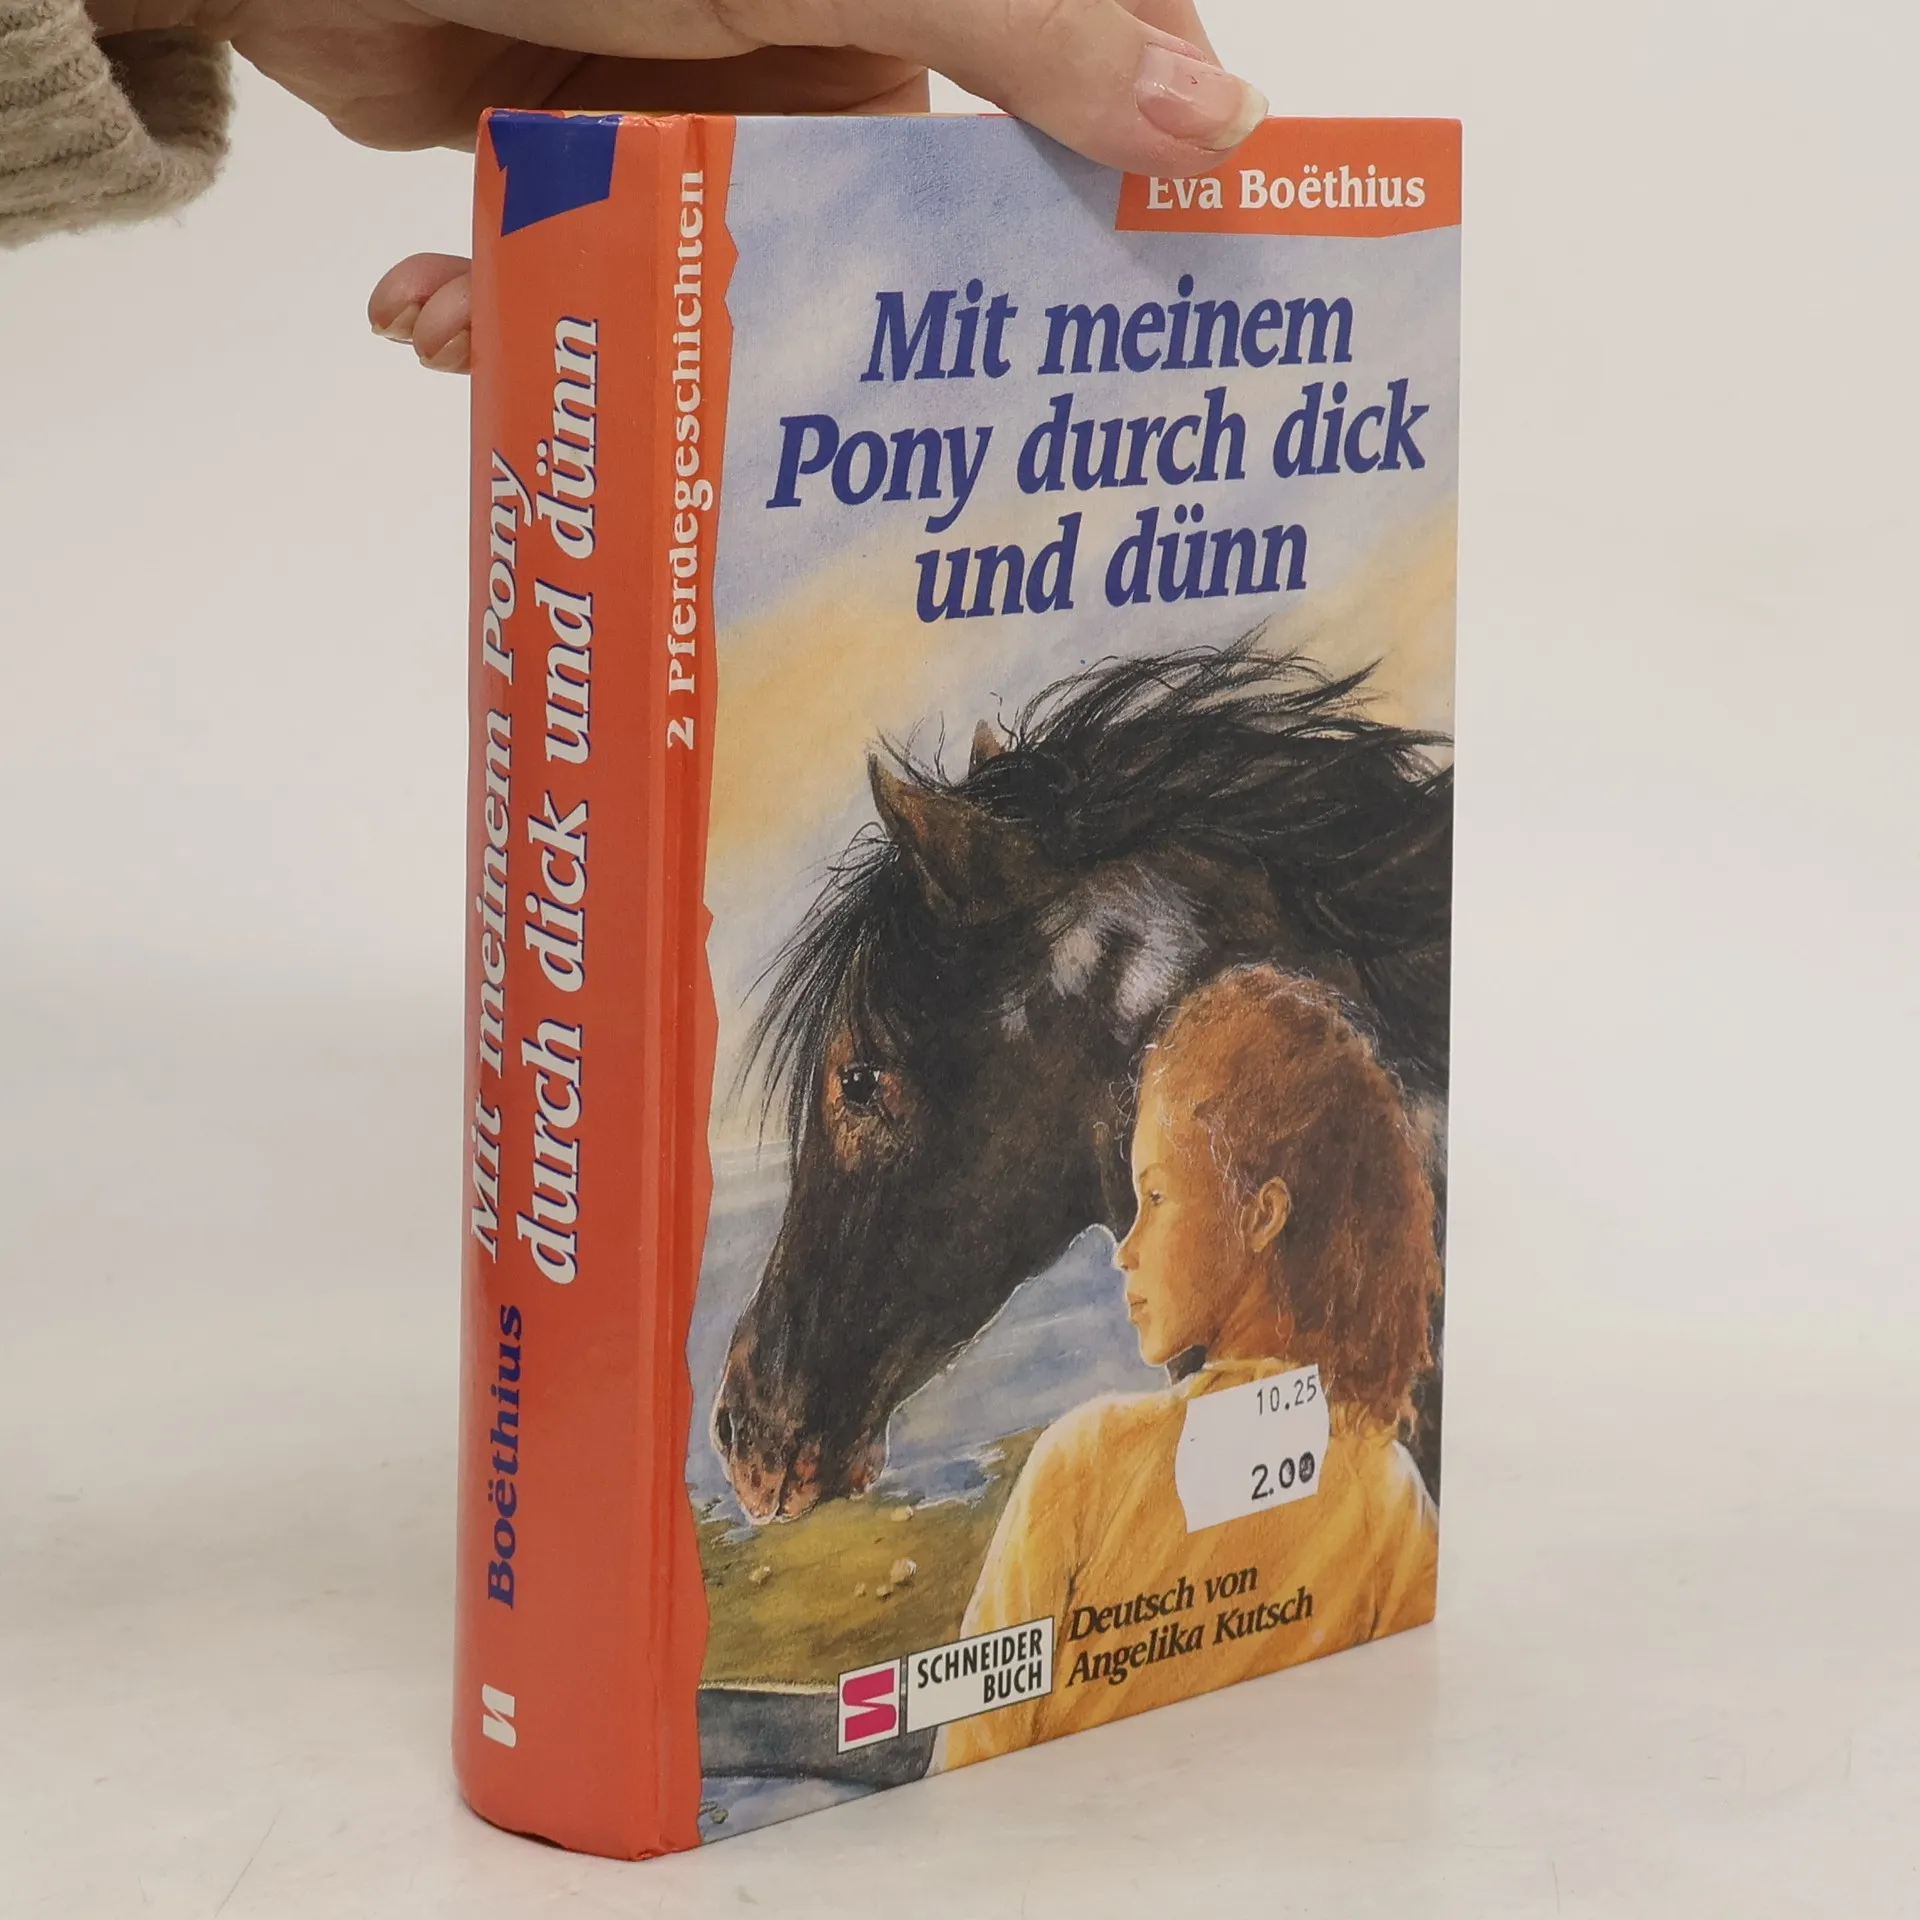 Eva Boëthius
Mit meinem
Pony durch dick
und dünn
10.25
2.00
Deutsch von
Angelika Kutsch
SCHNEIDER
BUCH
2 Pferdegeschichten
Boëthius
Mit meinem Pony
durch dick und dünn